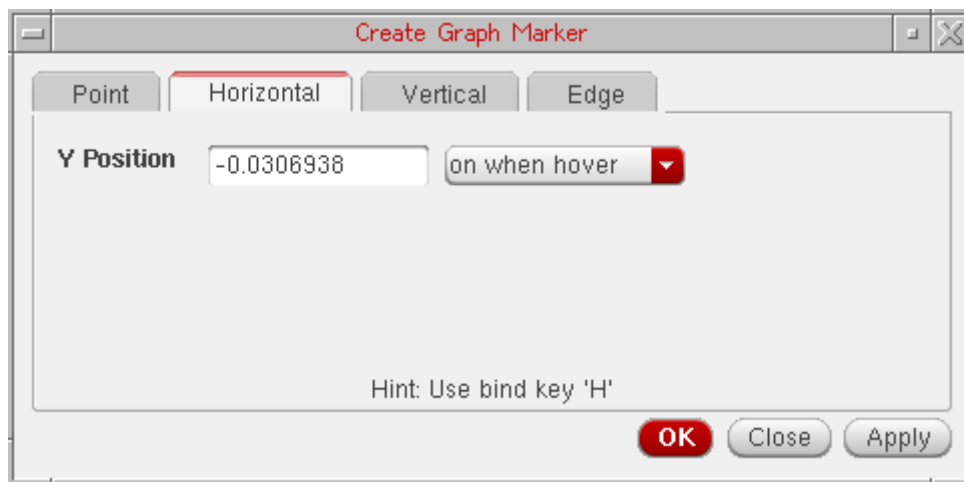 Create Graph Marker
Point Horizontal Vertical Edge
Y Position -0.0306938 on when hover
Hint: Use bind key 'H'
OK Close Apply